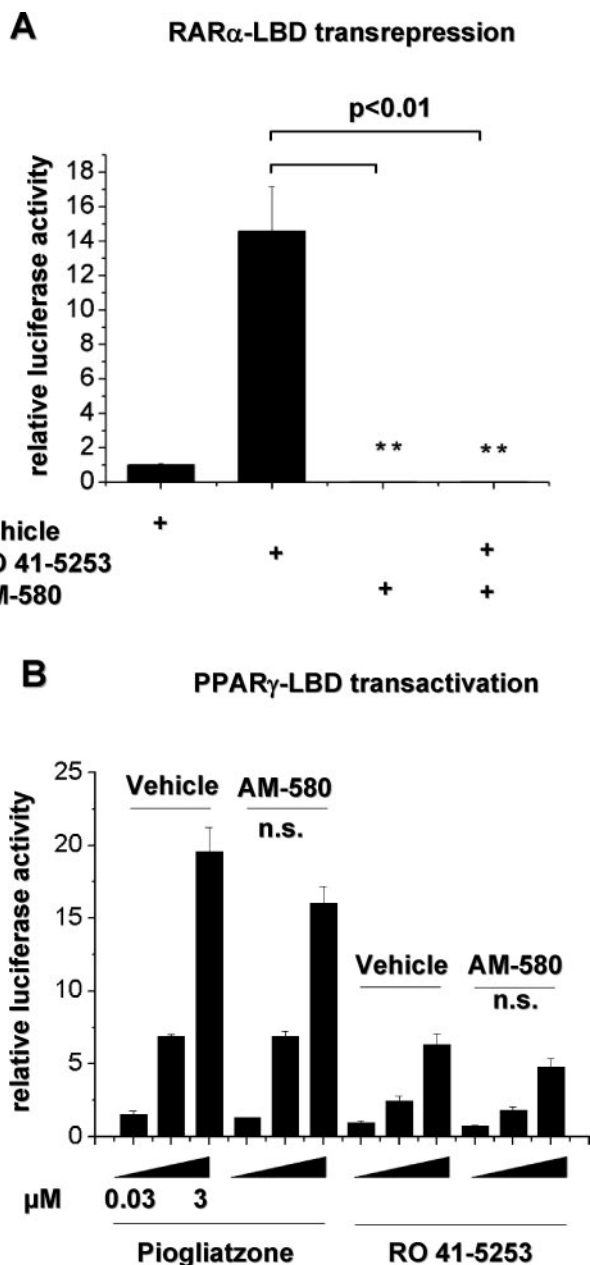 A
RARα-LBD transrepression
p<0.01
relative luciferase activity
18
16
14
12
10
8
6
4
2
0
** **
hicle +
O 41-5253 + +
M-580 + +
B
PPARγ-LBD transactivation
relative luciferase activity
25
20
15
10
5
0
Vehicle AM-580
n.s.
Vehicle AM-580
n.s.
μM 0.03 3
Piogliatzone RO 41-5253